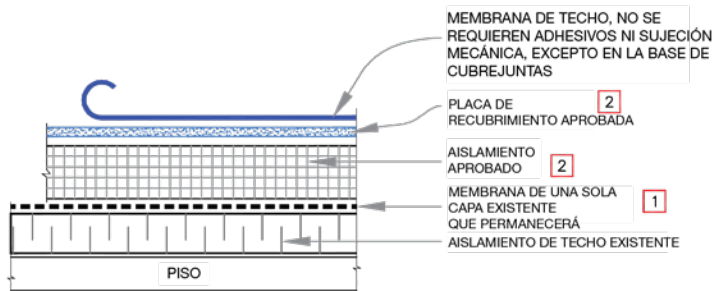 MEMBRANA DE TECHO, NO SE
REQUIEREN ADHESIVOS NI SUJECIÓN
MECÁNICA, EXCEPTO EN LA BASE DE
CUBREJUNTAS
PLACA DE 2
RECUBRIMIENTO APROBADA
AISLAMIENTO
APROBADO 2
MEMBRANA DE UNA SOLA
CAPA EXISTENTE 1
QUE PERMANECERÁ
AISLAMIENTO DE TECHO EXISTENTE
PISO